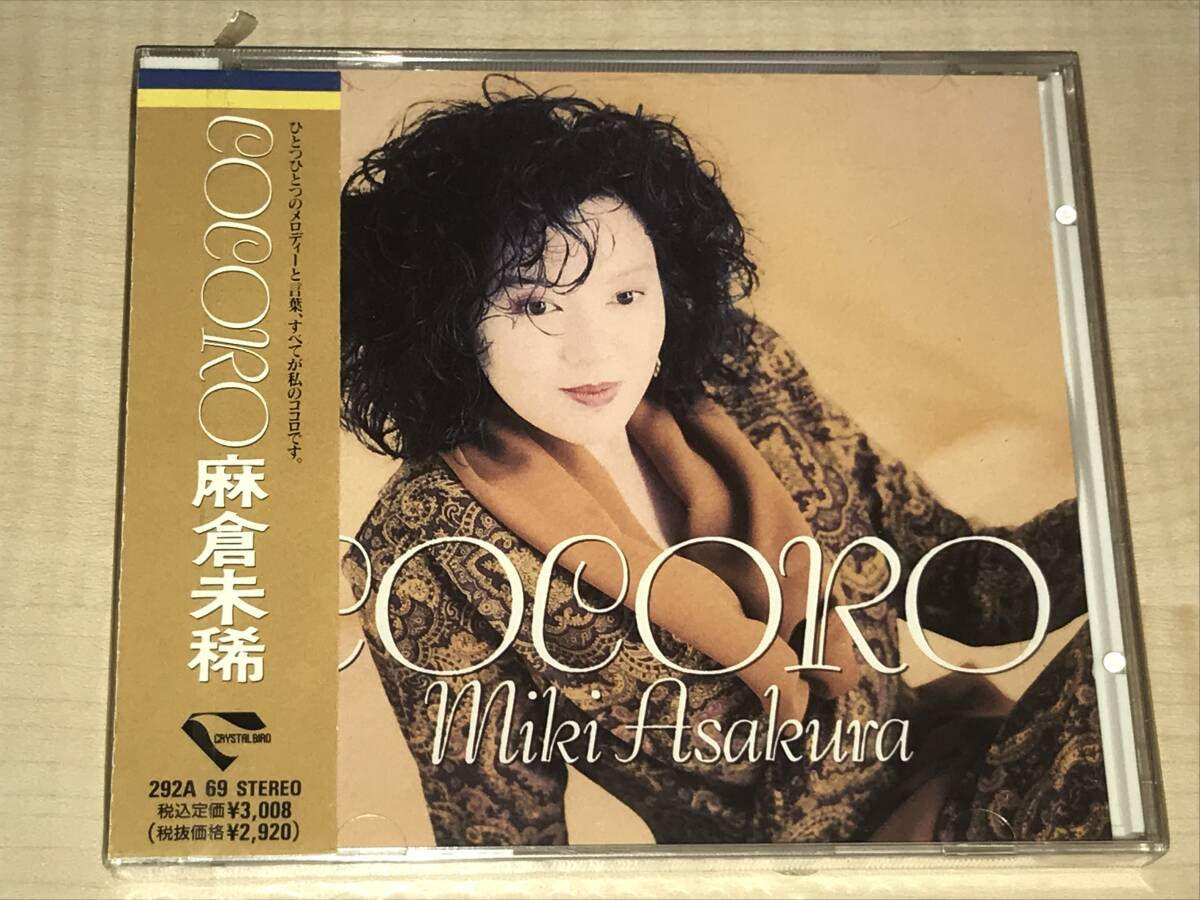 ひとつひとつのメロディーと言葉、すべてが私のココロです。
COCORO 麻倉未稀
CRYSTAL BIRD
292A 69 STEREO
税込定価¥3,008
(税抜価格¥2,920)
COCORO
Miki Asakura